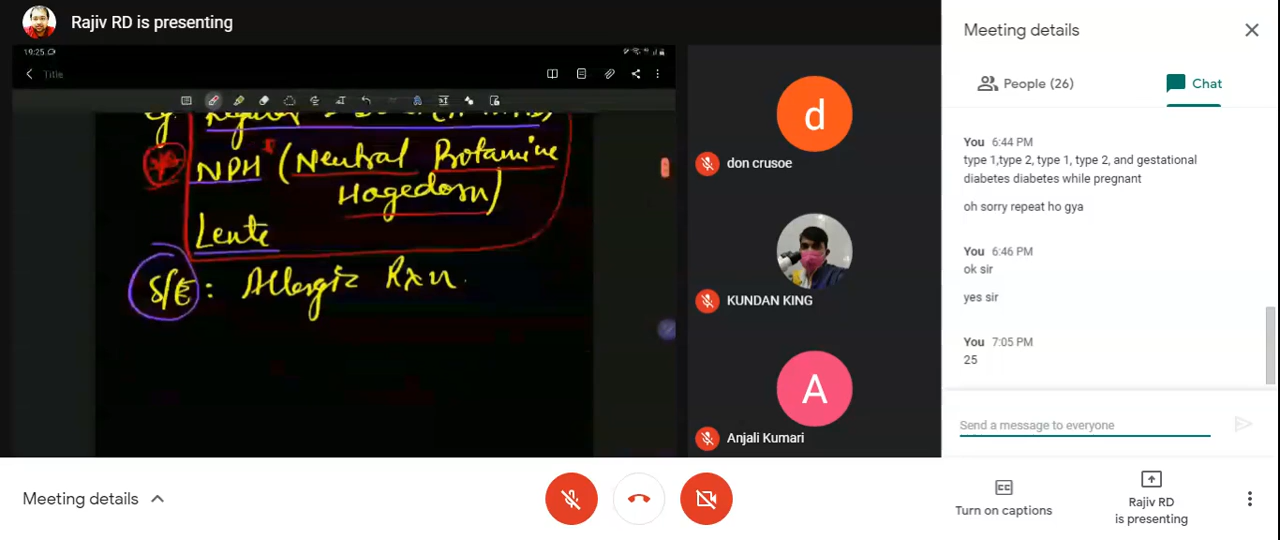 Rajiv RD is presenting
19:25
Title
eg. Regular
NPH* (Neutral Protamine
Hagedorn)
Lente
S/E : Allergic Rxn.
d
don crusoe
KUNDAN KING
A
Anjali Kumari
Meeting details
People (26)
Chat
You 6:44 PM
type 1,type 2, type 1, type 2, and gestational
diabetes diabetes while pregnant
oh sorry repeat ho gya
You 6:46 PM
ok sir
yes sir
You 7:05 PM
25
Send a message to everyone
Meeting details
CC
Turn on captions
Rajiv RD
is presenting